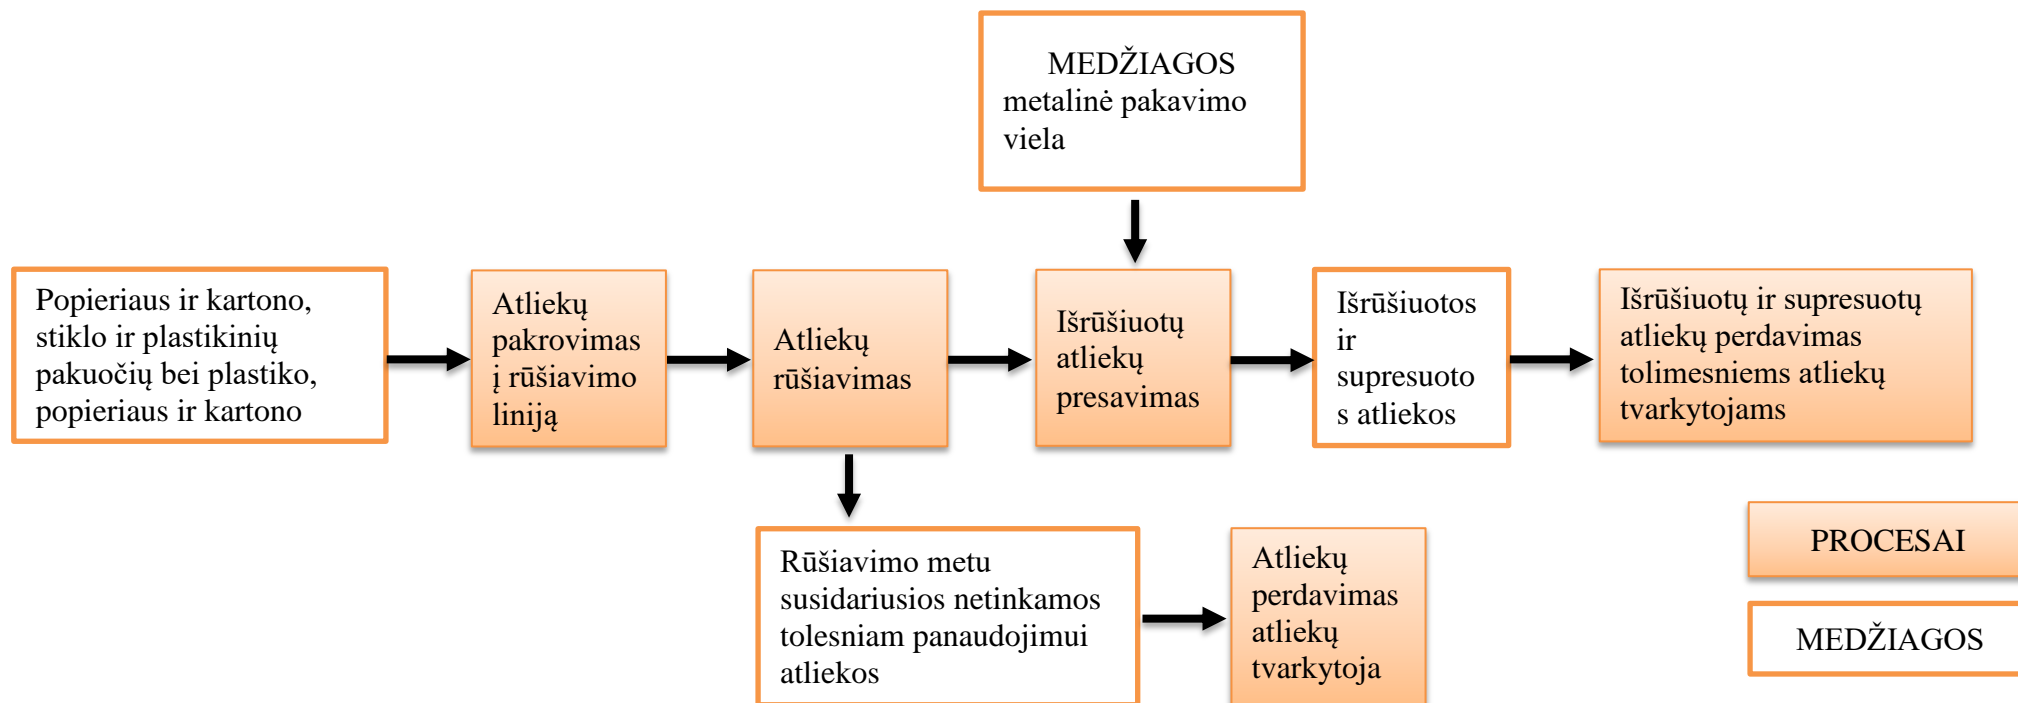 MEDŽIAGOS
metalinė pakavimo
viela
Popieriaus ir kartono,
stiklo ir plastikinių
pakuočių bei plastiko,
popieriaus ir kartono
Atliekų
pakrovimas
į rūšiavimo
liniją
Atliekų
rūšiavimas
Išrūšiuotų
atliekų
presavimas
Išrūšiuotos
ir
supresuoto
s atliekos
Išrūšiuotų ir supresuotų
atliekų perdavimas
tolimesniems atliekų
tvarkytojams
Rūšiavimo metu
susidariusios netinkamos
tolesniam panaudojimui
atliekos
Atliekų
perdavimas
atliekų
tvarkytoja
PROCESAI
MEDŽIAGOS